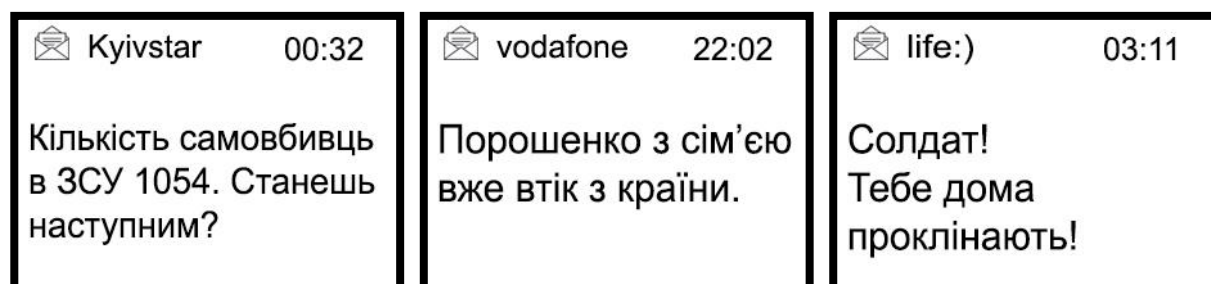 Kyivstar 00:32
Кількість самовбивць
в ЗСУ 1054. Станешь
наступним?
vodafone 22:02
Порошенко з сім’єю
вже втік з країни.
life:) 03:11
Солдат!
Тебе дома
проклінають!